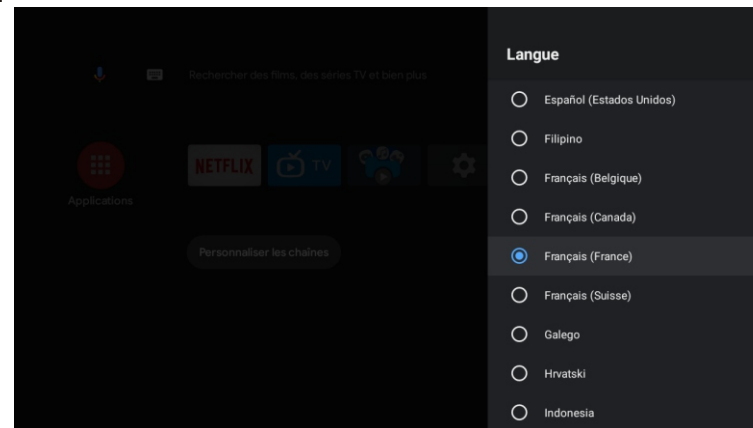 Langue
Rechercher des films, des séries TV et bien plus
NETFLIX
TV
Applications
Personnaliser les chaînes
Español (Estados Unidos)
Filipino
Français (Belgique)
Français (Canada)
Français (France)
Français (Suisse)
Galego
Hrvatski
Indonesia